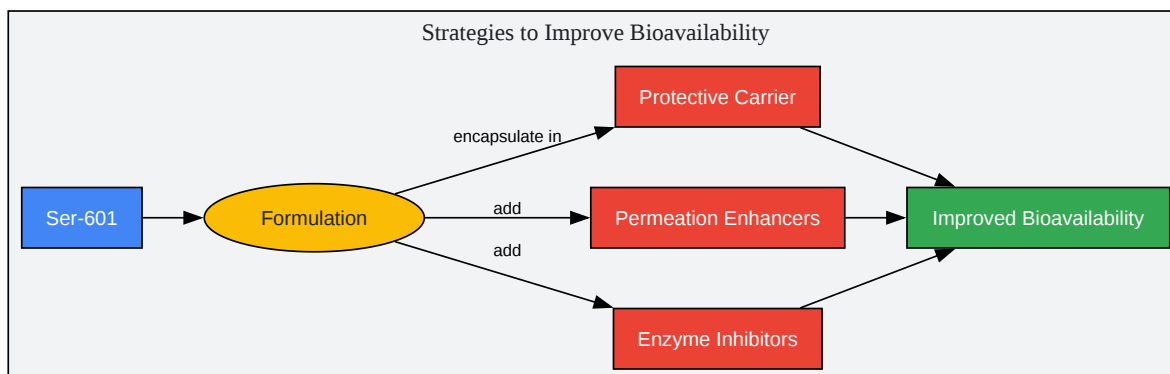 Strategies to Improve Bioavailability
Protective Carrier
encapsulate in
Ser-601
Formulation
add
Permeation Enhancers
Improved Bioavailability
add
Enzyme Inhibitors